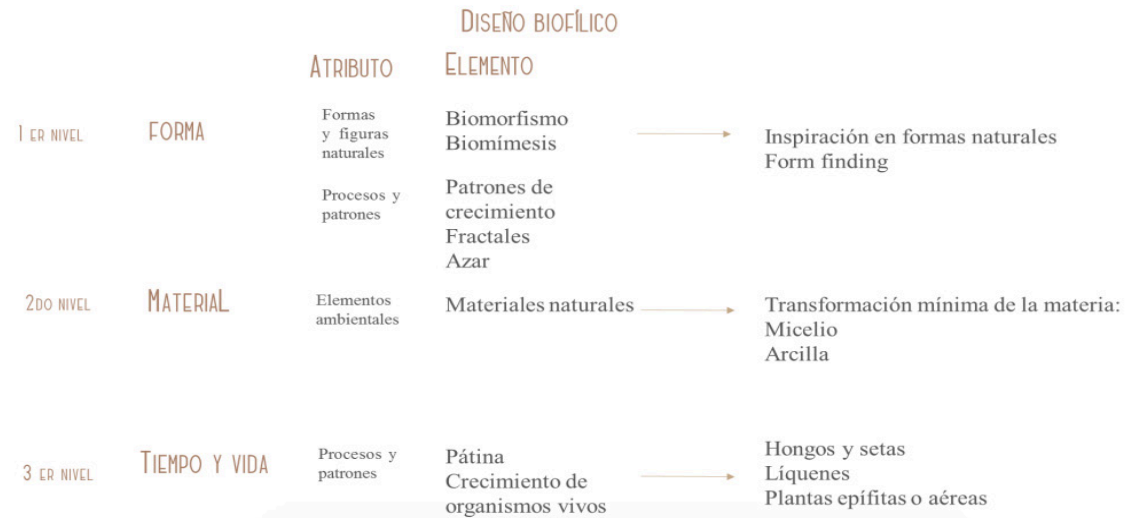 DISEÑO BIOFÍLICO
ATRIBUTO ELEMENTO
1 ER NIVEL FORMA
Formas
y figuras
naturales
Biomorfismo
Biomímesis
Inspiración en formas naturales
Form finding
Procesos y
patrones
Patrones de
crecimiento
Fractales
Azar
2DO NIVEL MATERIAL
Elementos
ambientales
Materiales naturales
Transformación mínima de la materia:
Micelio
Arcilla
3 ER NIVEL TIEMPO Y VIDA
Procesos y
patrones
Pátina
Crecimiento de
organismos vivos
Hongos y setas
Líquenes
Plantas epífitas o aéreas